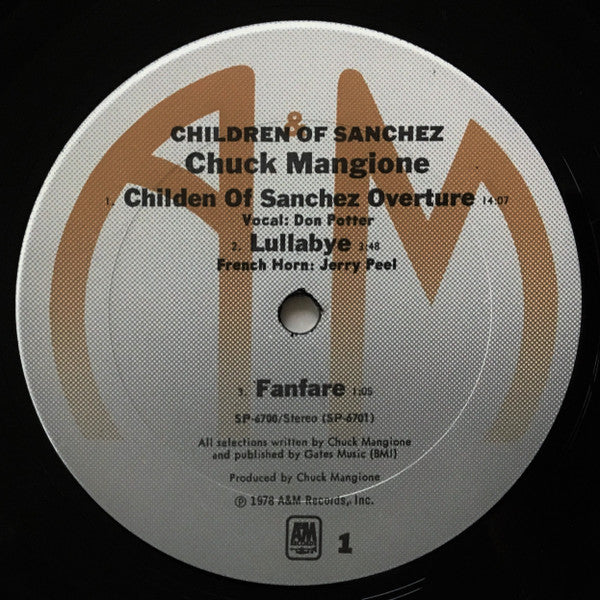 A&M
CHILDREN OF SANCHEZ
Chuck Mangione
1. Childen Of Sanchez Overture 14:07
Vocal: Don Potter
2. Lullabye 3:48
French Horn: Jerry Peel
3. Fanfare 1:05
SP-6700/Stereo (SP-6701)
All selections written by Chuck Mangione
and published by Gates Music (BMI)
Produced by Chuck Mangione
℗ 1978 A&M Records, Inc.
A&M
RECORDS
1